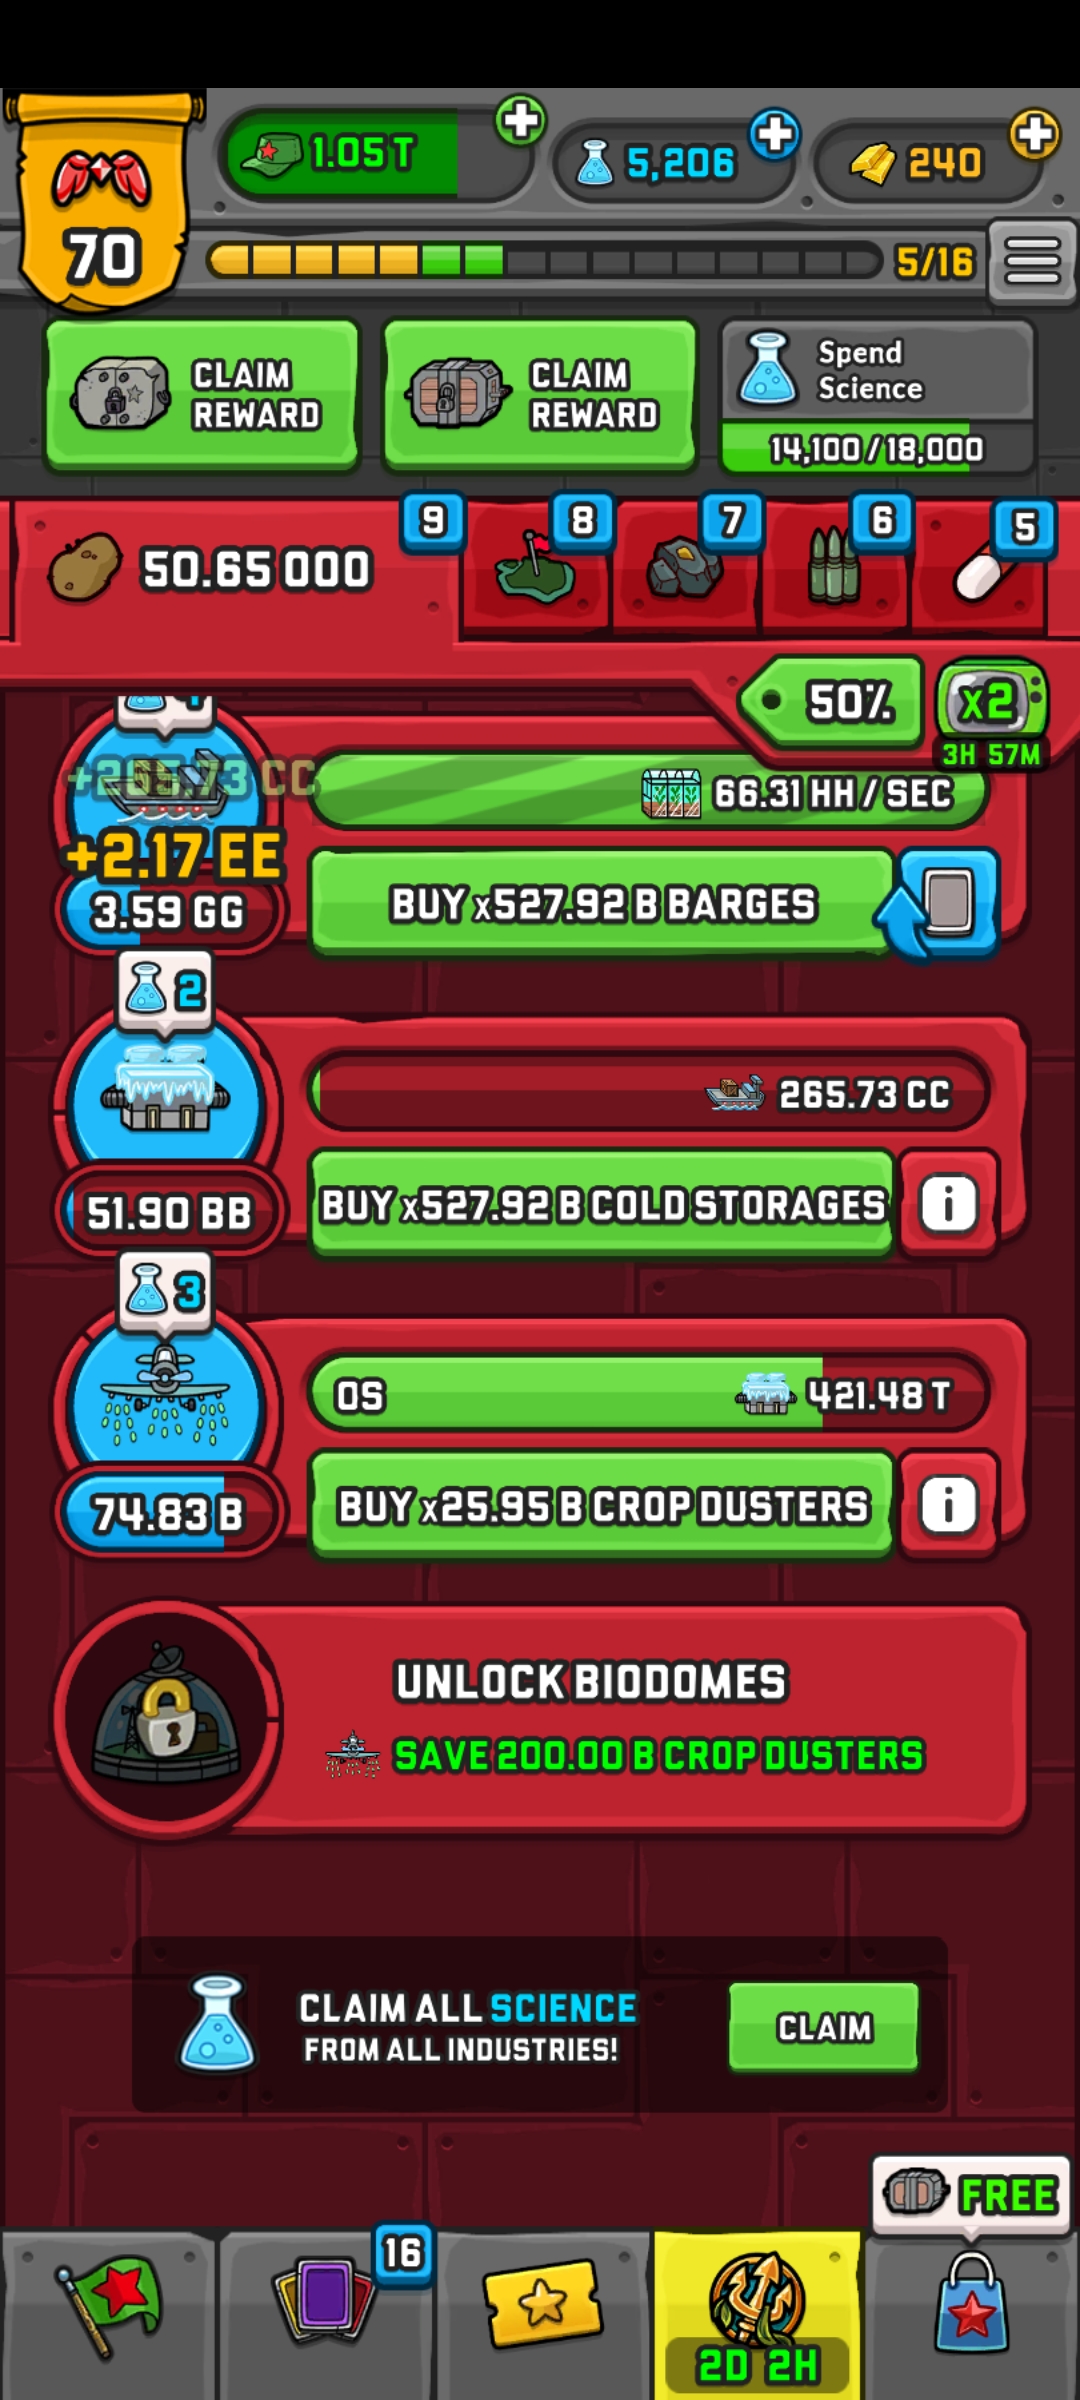 70
1.05 T
5,206
240
5/16
CLAIM REWARD
CLAIM REWARD
Spend Science
14,100 / 18,000
50.65 000
9
8
7
6
5
50%
x2
3H 57M
+265.73 CC
+2.17 EE
3.59 GG
66.31 HH / SEC
BUY x527.92 B BARGES
2
51.90 BB
265.73 CC
BUY x527.92 B COLD STORAGES
i
3
74.83 B
0S
421.48 T
BUY x25.95 B CROP DUSTERS
i
UNLOCK BIODOMES
SAVE 200.00 B CROP DUSTERS
CLAIM ALL SCIENCE
FROM ALL INDUSTRIES!
CLAIM
FREE
16
2D 2H